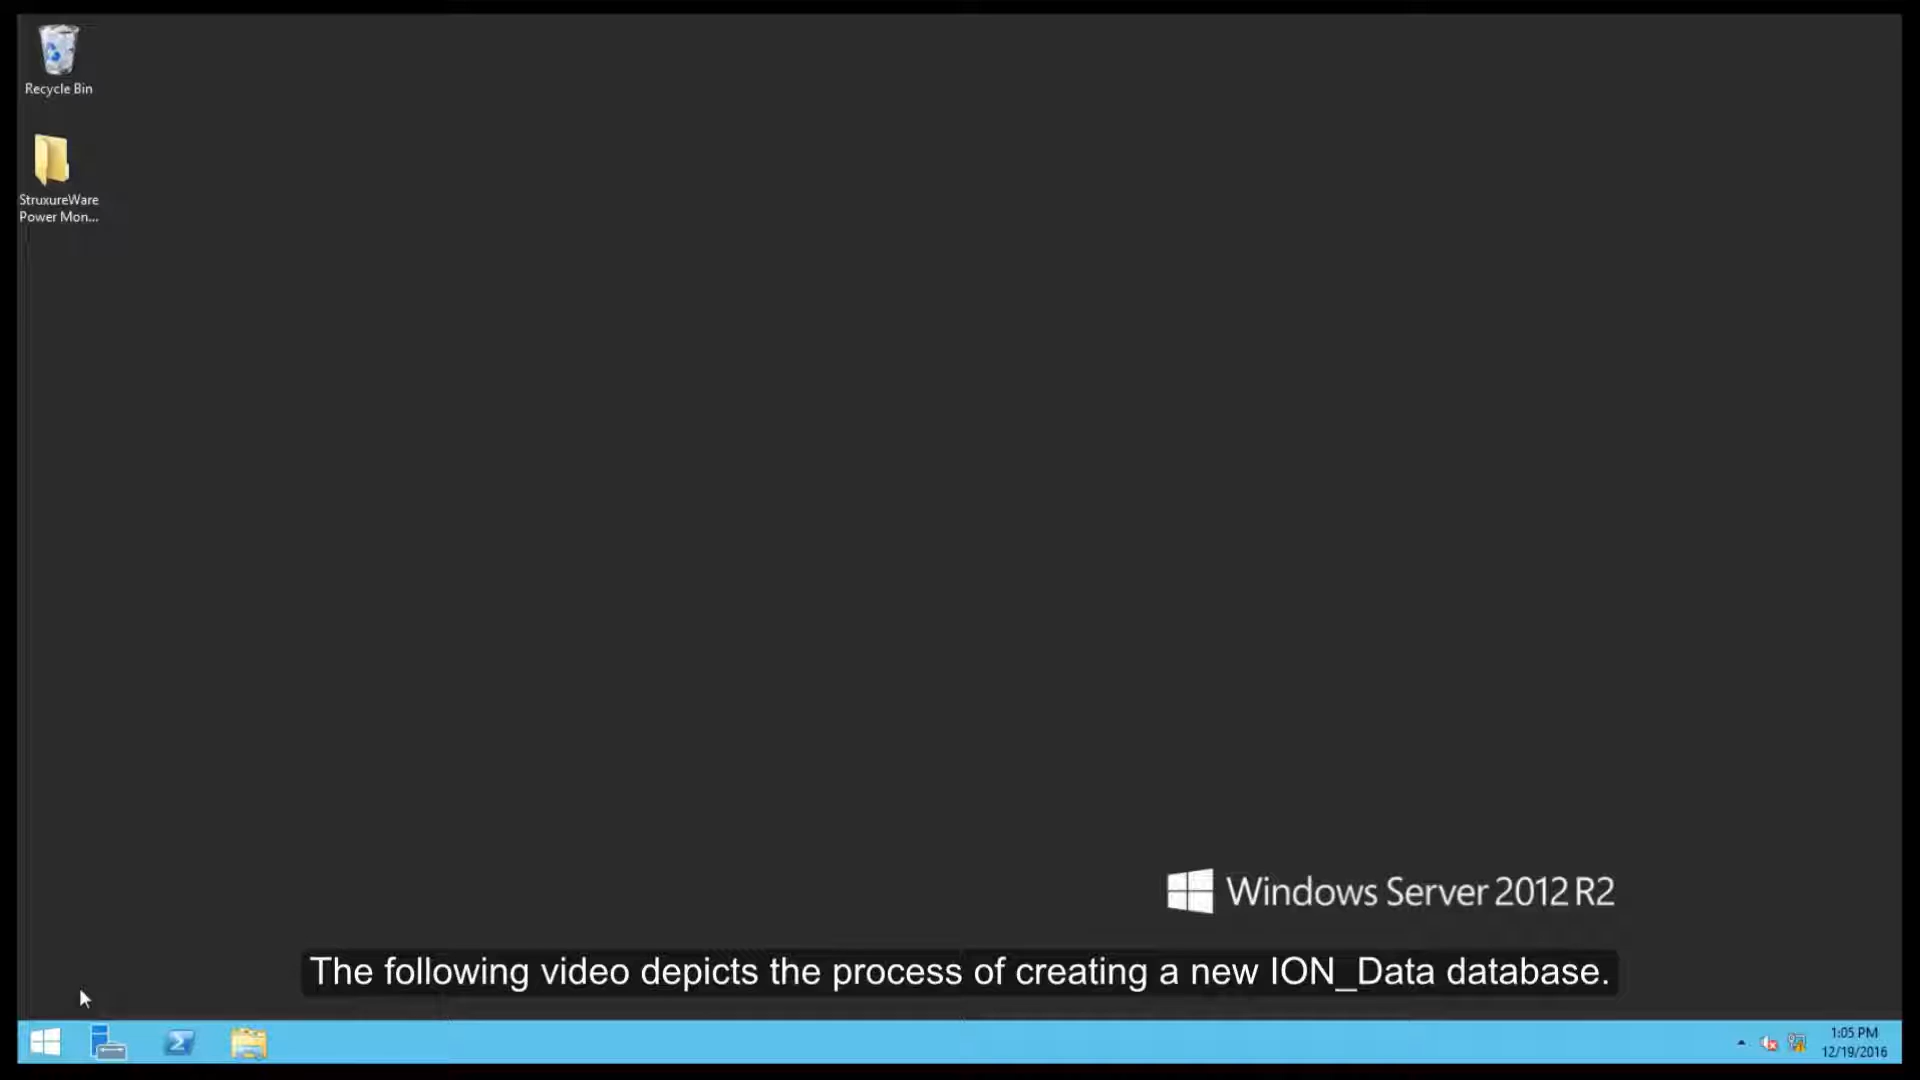 Recycle Bin
StruxureWare
Power Mon...
Windows Server 2012 R2
The following video depicts the process of creating a new ION_Data database.
1:05 PM
12/19/2016